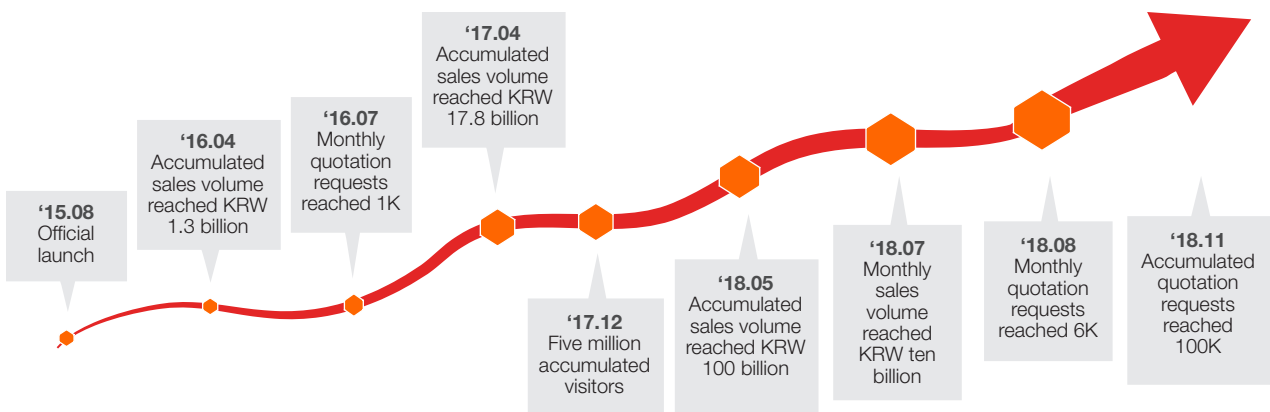 ‘15.08
Official
launch
‘16.04
Accumulated
sales volume
reached KRW
1.3 billion
‘16.07
Monthly
quotation
requests
reached 1K
‘17.04
Accumulated
sales volume
reached KRW
17.8 billion
‘17.12
Five million
accumulated
visitors
‘18.05
Accumulated
sales volume
reached KRW
100 billion
‘18.07
Monthly
sales
volume
reached
KRW ten
billion
‘18.08
Monthly
quotation
requests
reached 6K
‘18.11
Accumulated
quotation
requests
reached
100K